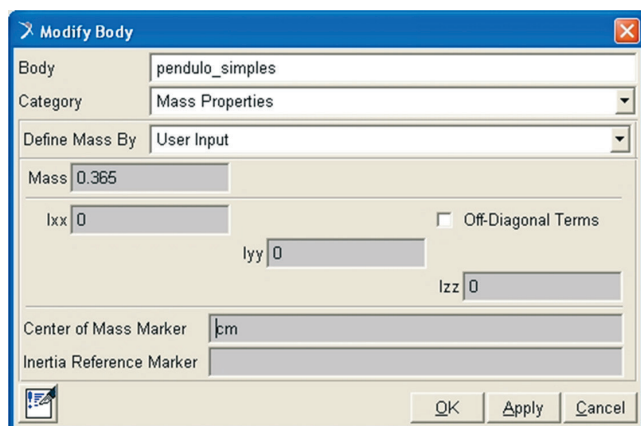 Modify Body
Body pendulo_simples
Category Mass Properties
Define Mass By User Input
Mass 0.365
Ixx 0 Off-Diagonal Terms
Iyy 0
Izz 0
Center of Mass Marker cm
Inertia Reference Marker
OK Apply Cancel